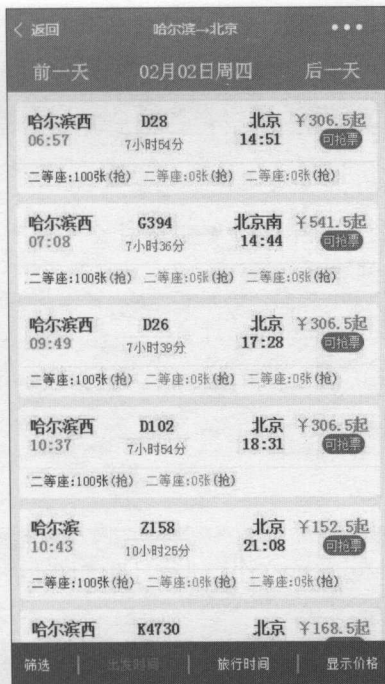 返回 哈尔滨→北京 •••
前一天 02月02日周四 后一天
哈尔滨西 D28 北京 ¥306.5起
06:57 7小时54分 14:51 可抢票
二等座:100张(抢) 二等座:0张(抢) 二等座:0张(抢)
哈尔滨西 G394 北京南 ¥541.5起
07:08 7小时36分 14:44 可抢票
二等座:100张(抢) 二等座:0张(抢) 二等座:0张(抢)
哈尔滨西 D26 北京 ¥306.5起
09:49 7小时39分 17:28 可抢票
二等座:100张(抢) 二等座:0张(抢) 二等座:0张(抢)
哈尔滨西 D102 北京 ¥306.5起
10:37 7小时54分 18:31 可抢票
二等座:100张(抢) 二等座:0张(抢)
哈尔滨 Z158 北京 ¥152.5起
10:43 10小时25分 21:08 可抢票
二等座:100张(抢) 二等座:0张(抢) 二等座:0张(抢)
哈尔滨西 K4730 北京 ¥168.5起
筛选 出发时间 旅行时间 显示价格